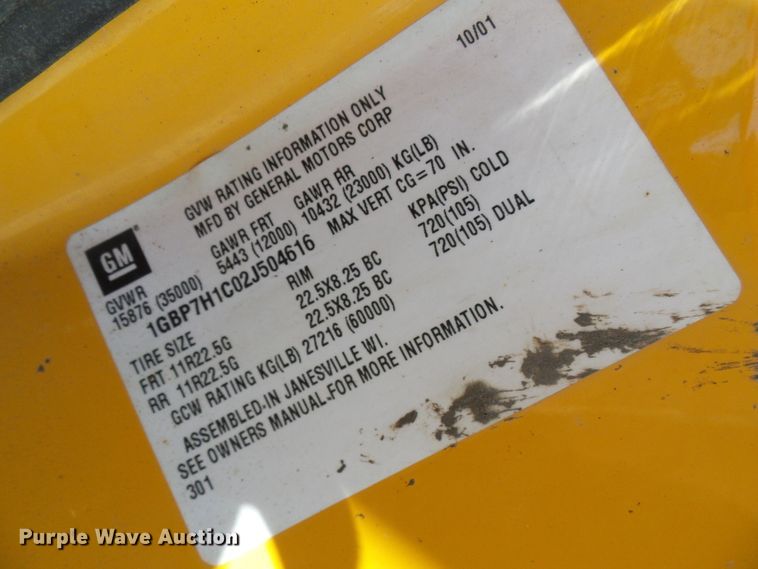 10/01
GVW RATING INFORMATION ONLY
MFD BY GENERAL MOTORS CORP
GM
GVWR GAWR FRT GAWR RR
15876 (35000) 5443 (12000) 10432 (23000) KG(LB)
1GBP7H1C02J504616 MAX VERT CG=70 IN.
TIRE SIZE RIM KPA(PSI) COLD
FRT 11R22.5G 22.5X8.25 BC 720(105)
RR 11R22.5G 22.5X8.25 BC 720(105) DUAL
GCW RATING KG(LB) 27216 (60000)
ASSEMBLED-IN JANESVILLE WI.
SEE OWNERS MANUAL.FOR MORE INFORMATION.
301
Purple Wave Auction